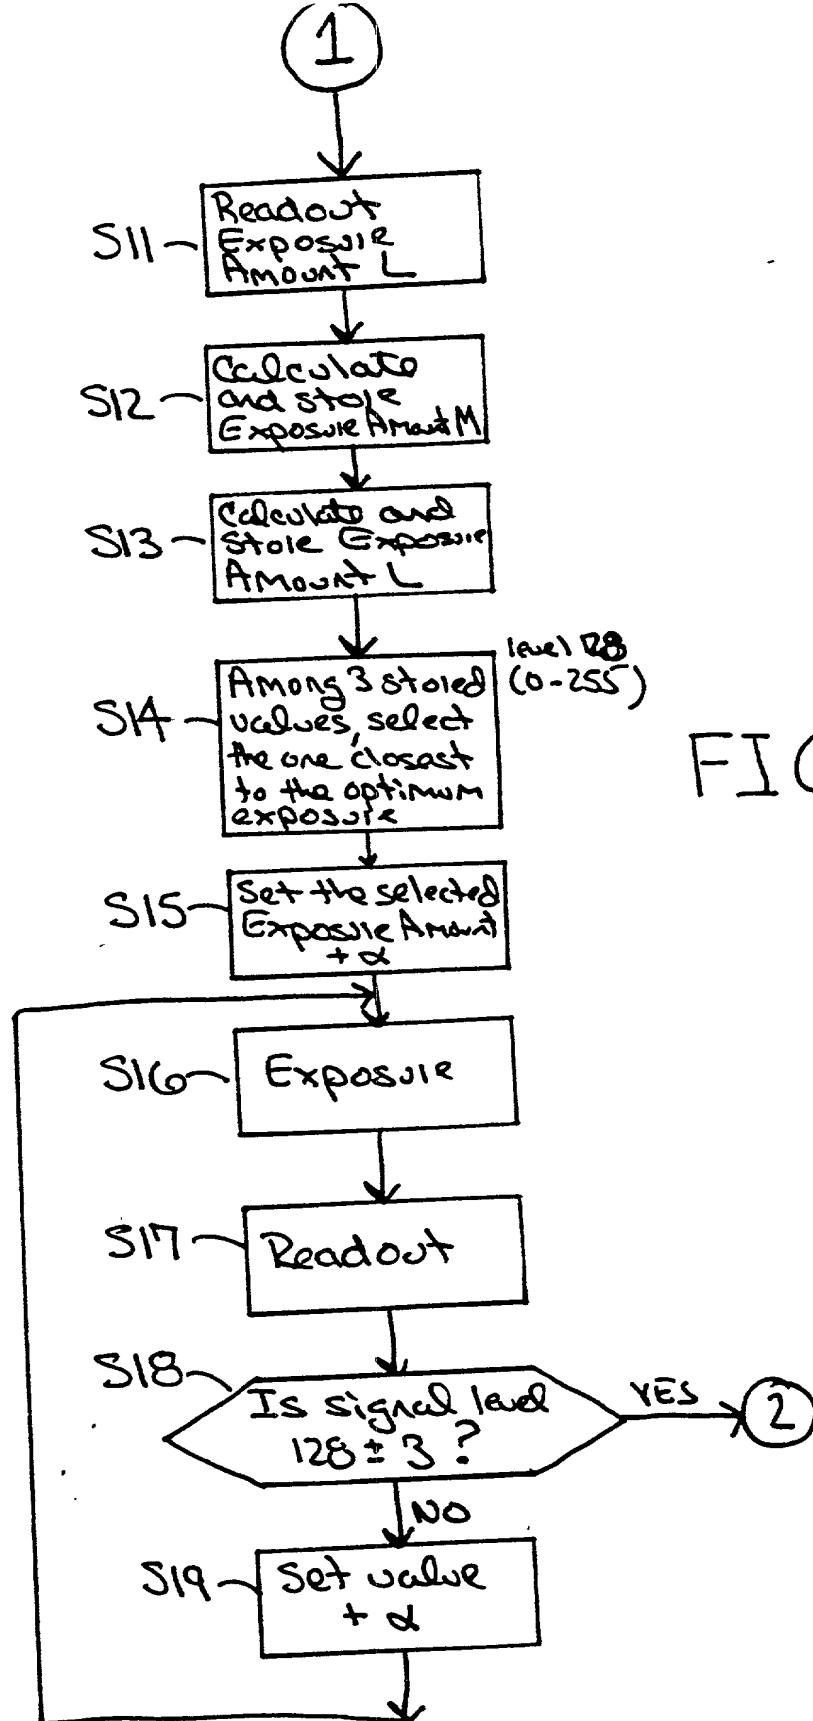 1
S11
Readout
Exposure
Amount L
S12
Calculate
and store
Exposure Amount M
S13
Calculate and
store Exposure
Amount L
level 128
(0-255)
S14
Among 3 stored
values, select
the one closest
to the optimum
exposure
FIG
S15
Set the selected
Exposure Amount
+ α
S16
Exposure
S17
Readout
S18
Is signal level
128 ± 3 ?
YES
2
NO
S19
Set value
+ α